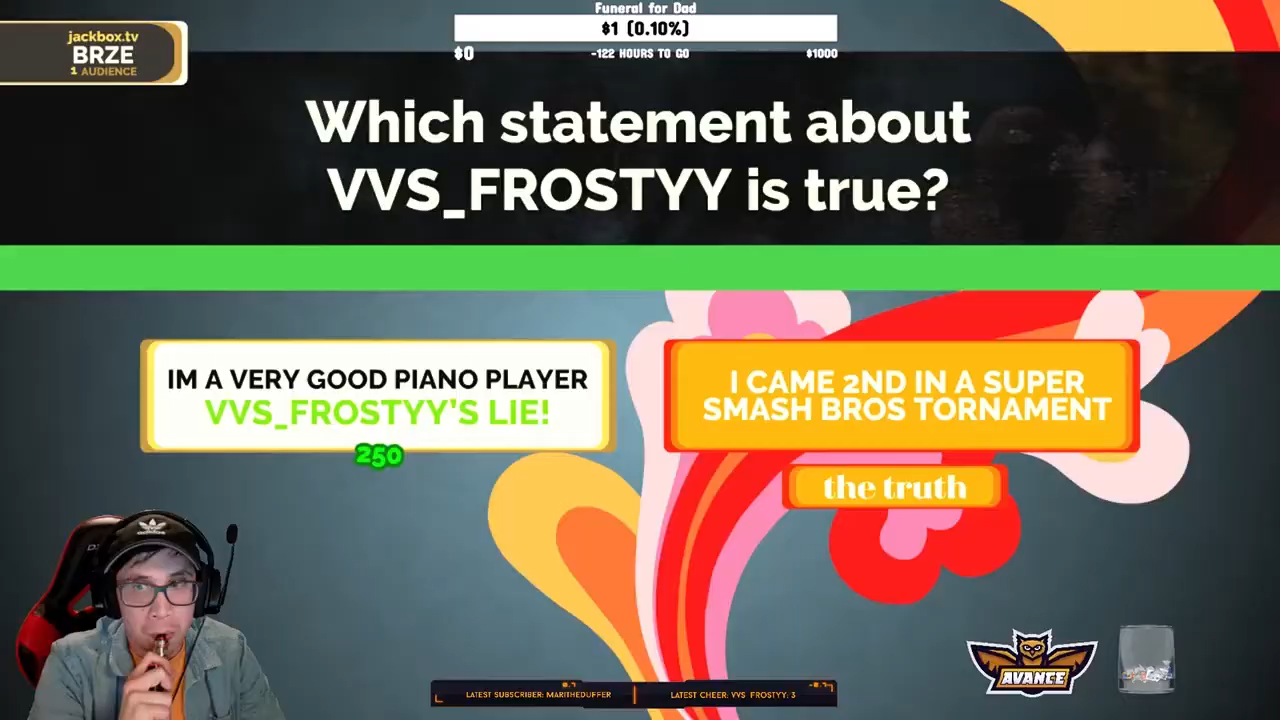 Funeral for Dad
$1 (0.10%)
$0
-122 HOURS TO GO
$1000
jackbox.tv
BRZE
1 AUDIENCE
Which statement about
VVS_FROSTYY is true?
IM A VERY GOOD PIANO PLAYER
VVS_FROSTYY'S LIE!
250
I CAME 2ND IN A SUPER
SMASH BROS TORNAMENT
the truth
AVANCE
LATEST SUBSCRIBER: MARITHEDUFFER
LATEST CHEER: VVS_FROSTYY: 3